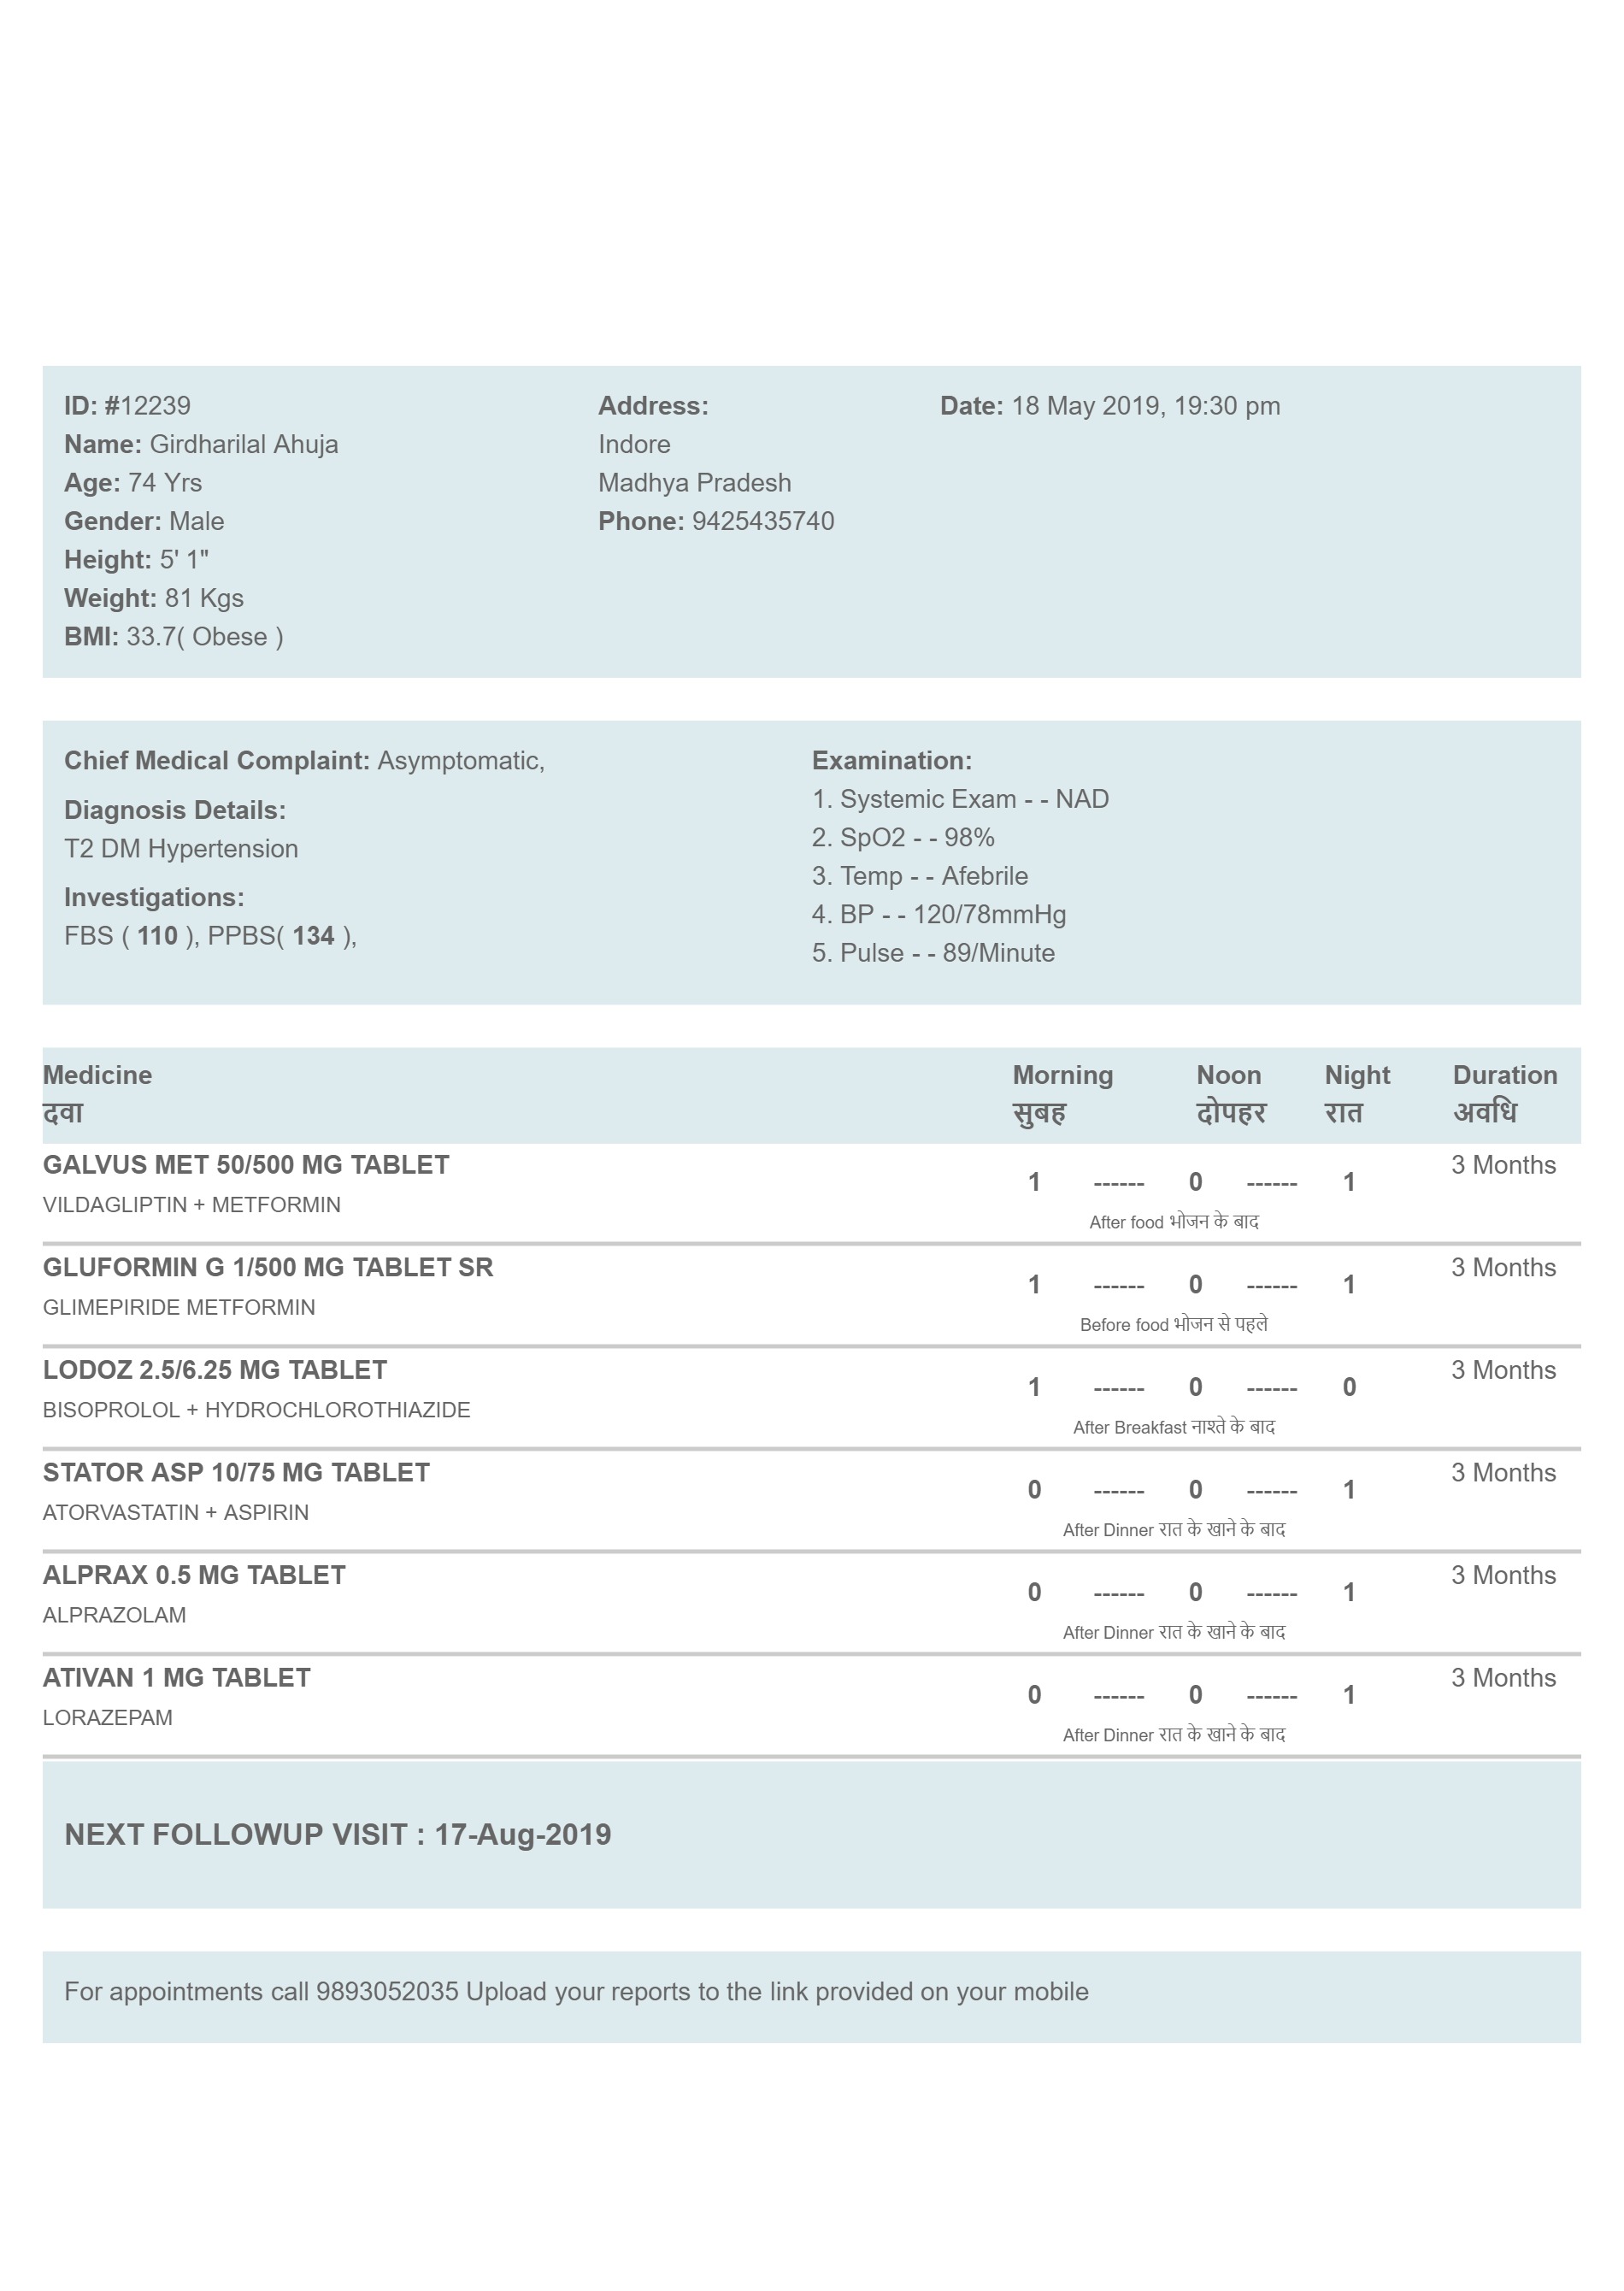 ID: #12239
Name: Girdharilal Ahuja
Age: 74 Yrs
Gender: Male
Height: 5' 1"
Weight: 81 Kgs
BMI: 33.7( Obese )
Address:
Indore
Madhya Pradesh
Phone: 9425435740
Date: 18 May 2019, 19:30 pm
Chief Medical Complaint: Asymptomatic,
Diagnosis Details:
T2 DM Hypertension
Investigations:
FBS ( 110 ), PPBS( 134 ),
Examination:
1. Systemic Exam - - NAD
2. SpO2 - - 98%
3. Temp - - Afebrile
4. BP - - 120/78mmHg
5. Pulse - - 89/Minute
Medicine Morning Noon Night Duration
दवा सुबह दोपहर रात अवधि
GALVUS MET 50/500 MG TABLET 3 Months
1 ------ 0 ------ 1
VILDAGLIPTIN + METFORMIN
After food भोजन के बाद
GLUFORMIN G 1/500 MG TABLET SR 3 Months
1 ------ 0 ------ 1
GLIMEPIRIDE METFORMIN
Before food भोजन से पहले
LODOZ 2.5/6.25 MG TABLET 3 Months
1 ------ 0 ------ 0
BISOPROLOL + HYDROCHLOROTHIAZIDE
After Breakfast नाश्ते के बाद
STATOR ASP 10/75 MG TABLET 3 Months
0 ------ 0 ------ 1
ATORVASTATIN + ASPIRIN
After Dinner रात के खाने के बाद
ALPRAX 0.5 MG TABLET 3 Months
0 ------ 0 ------ 1
ALPRAZOLAM
After Dinner रात के खाने के बाद
ATIVAN 1 MG TABLET 3 Months
0 ------ 0 ------ 1
LORAZEPAM
After Dinner रात के खाने के बाद
NEXT FOLLOWUP VISIT : 17-Aug-2019
For appointments call 9893052035 Upload your reports to the link provided on your mobile